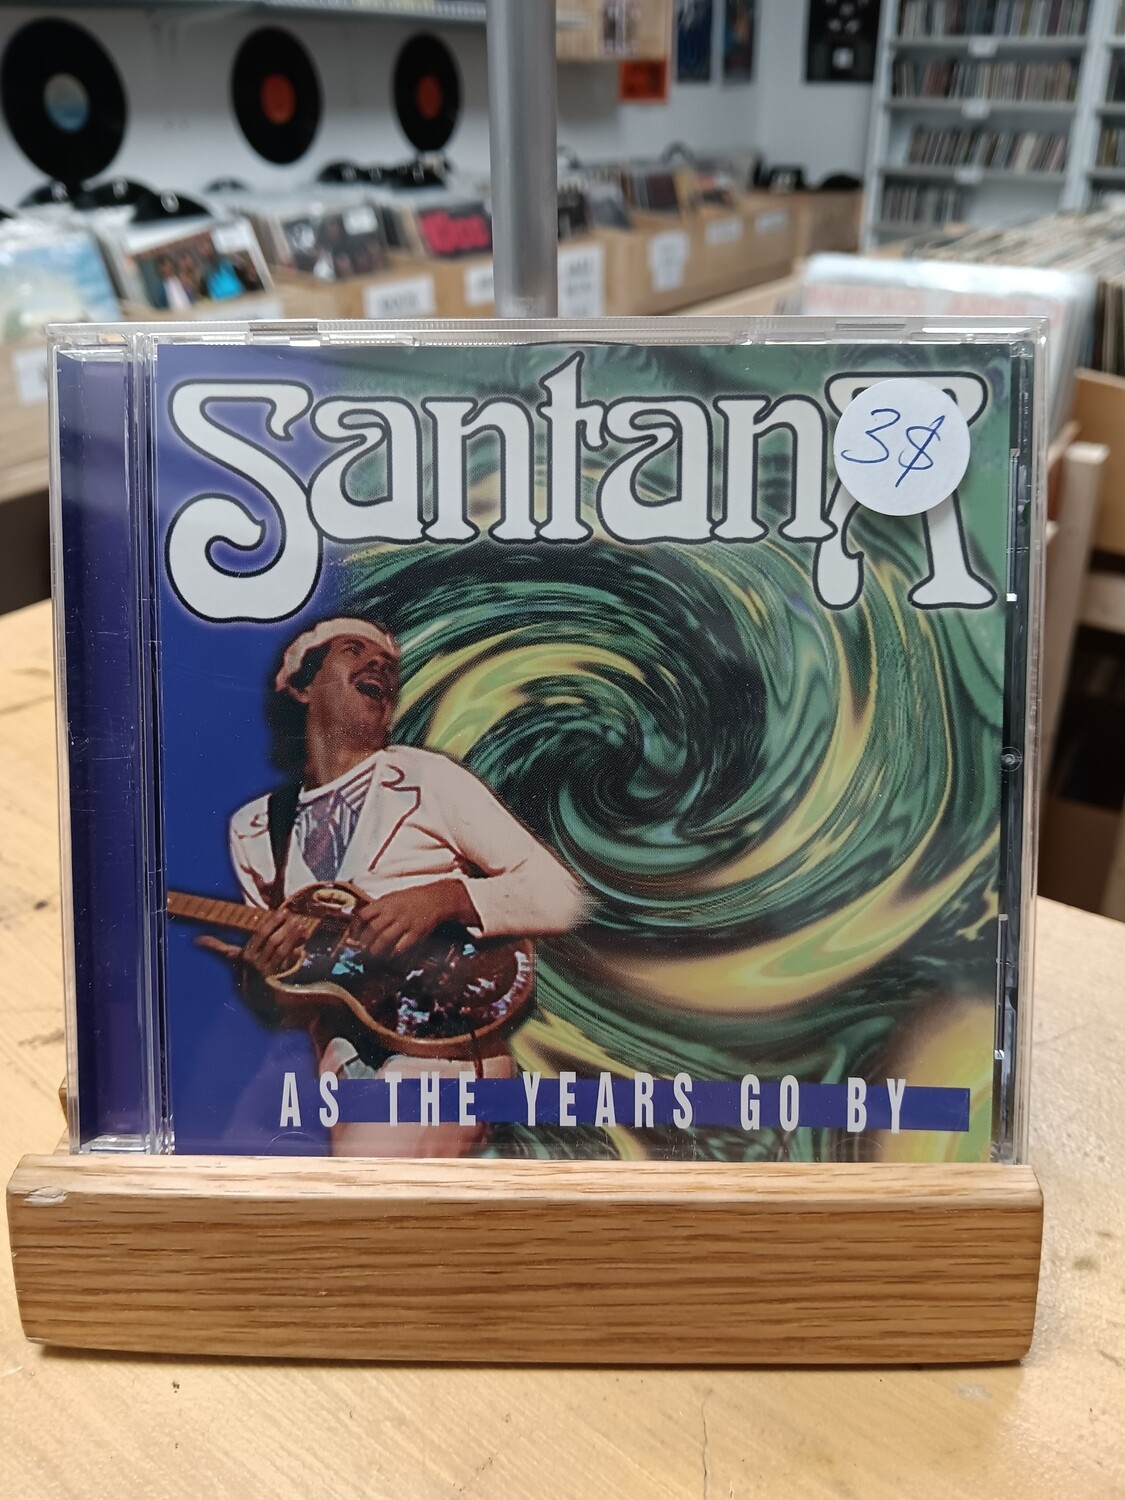 Santana
3$
AS THE YEARS GO BY